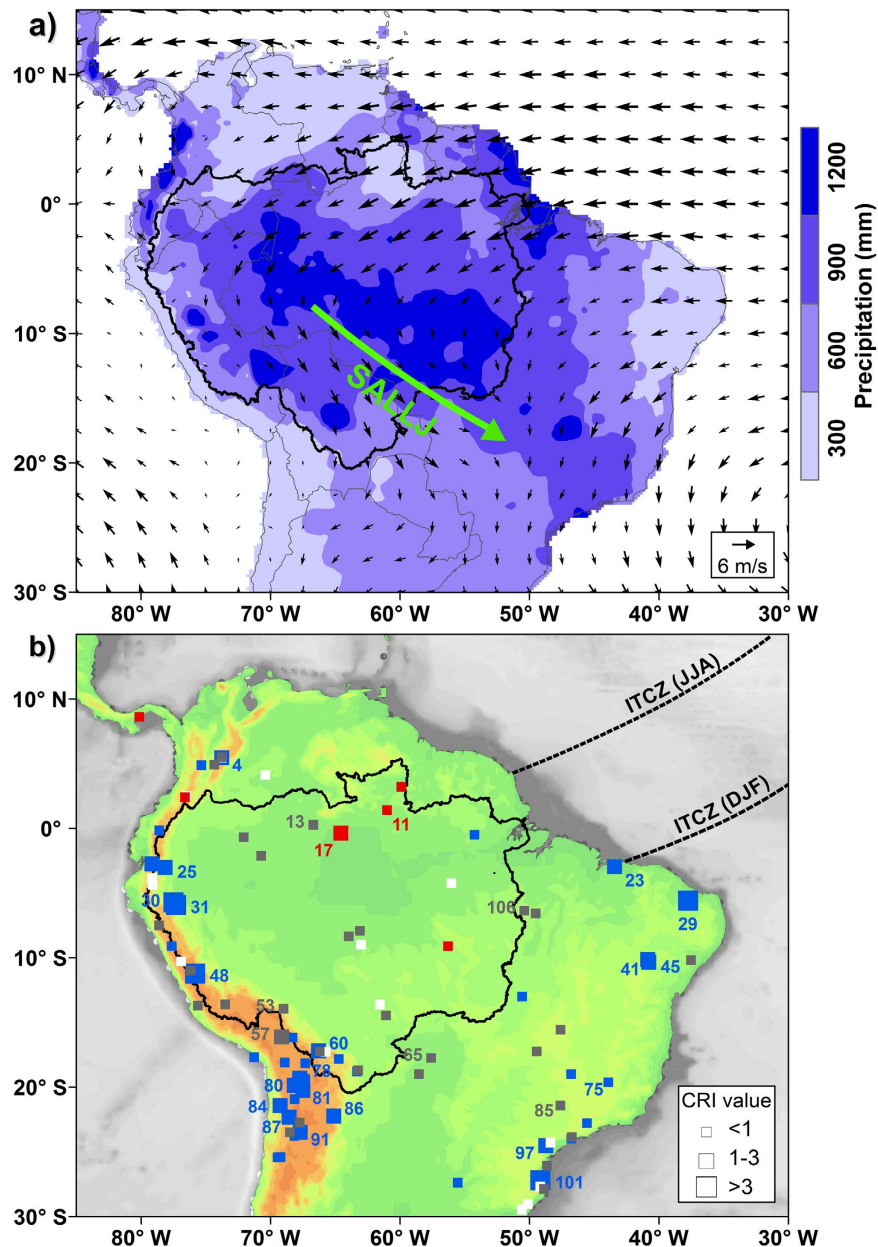 a)
10° N
0°
10° S
20° S
30° S
80° W
70° W
60° W
50° W
40° W
30° W
SALLJ
6 m/s
300
600
900
1200
Precipitation (mm)
b)
ITCZ (JJA)
ITCZ (DJF)
10° N
0°
10° S
20° S
30° S
4
13
17
11
25
23
30
31
106
29
48
41
45
53
57
60
65
78
80
81
75
84
86
85
87
91
97
101
CRI value
<1
1-3
>3
80° W
70° W
60° W
50° W
40° W
30° W